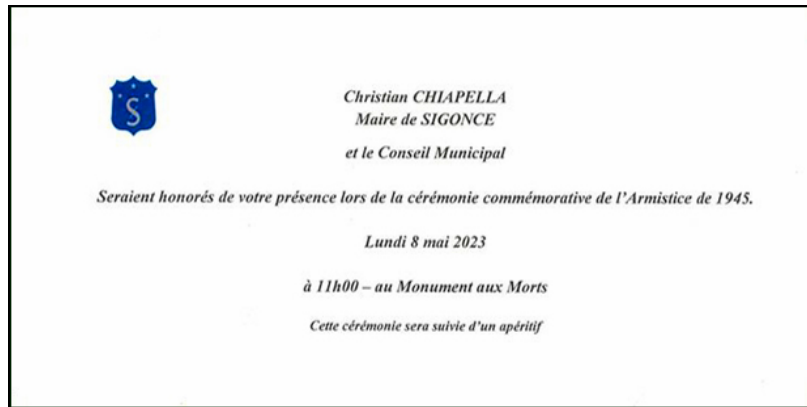 S
Christian CHIAPELLA
Maire de SIGONCE
et le Conseil Municipal
Seraient honorés de votre présence lors de la cérémonie commémorative de l'Armistice de 1945.
Lundi 8 mai 2023
à 11h00 – au Monument aux Morts
Cette cérémonie sera suivie d'un apéritif